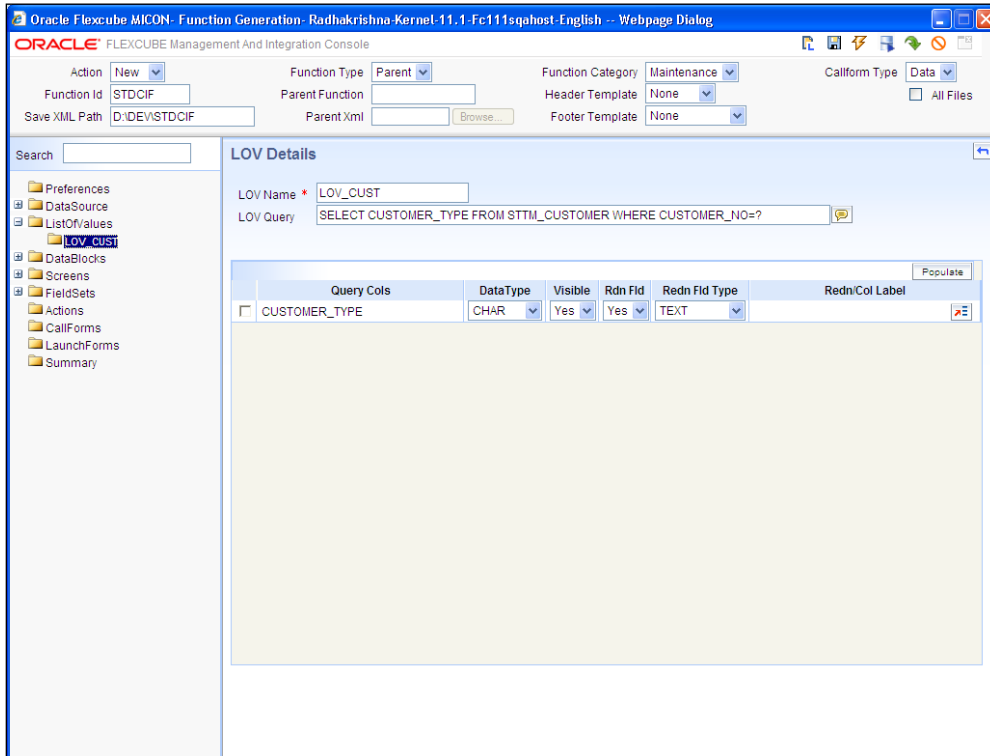 Oracle Flexcube MICON- Function Generation- Radhakrishna-Kernel-11.1-Fc111sqahost-English -- Webpage Dialog
ORACLE® FLEXCUBE Management And Integration Console
Action New Function Type Parent Function Category Maintenance Callform Type Data
Function Id STDCIF Parent Function Header Template None All Files
Save XML Path D:\DEV\STDCIF Parent Xml Browse... Footer Template None
Search
Preferences
DataSource
ListOfValues
LOV_CUST
DataBlocks
Screens
FieldSets
Actions
CallForms
LaunchForms
Summary
LOV Details
LOV Name * LOV_CUST
LOV Query SELECT CUSTOMER_TYPE FROM STTM_CUSTOMER WHERE CUSTOMER_NO=?
Populate
Query Cols DataType Visible Rdn Fld Redn Fld Type Redn/Col Label
CUSTOMER_TYPE CHAR Yes Yes TEXT